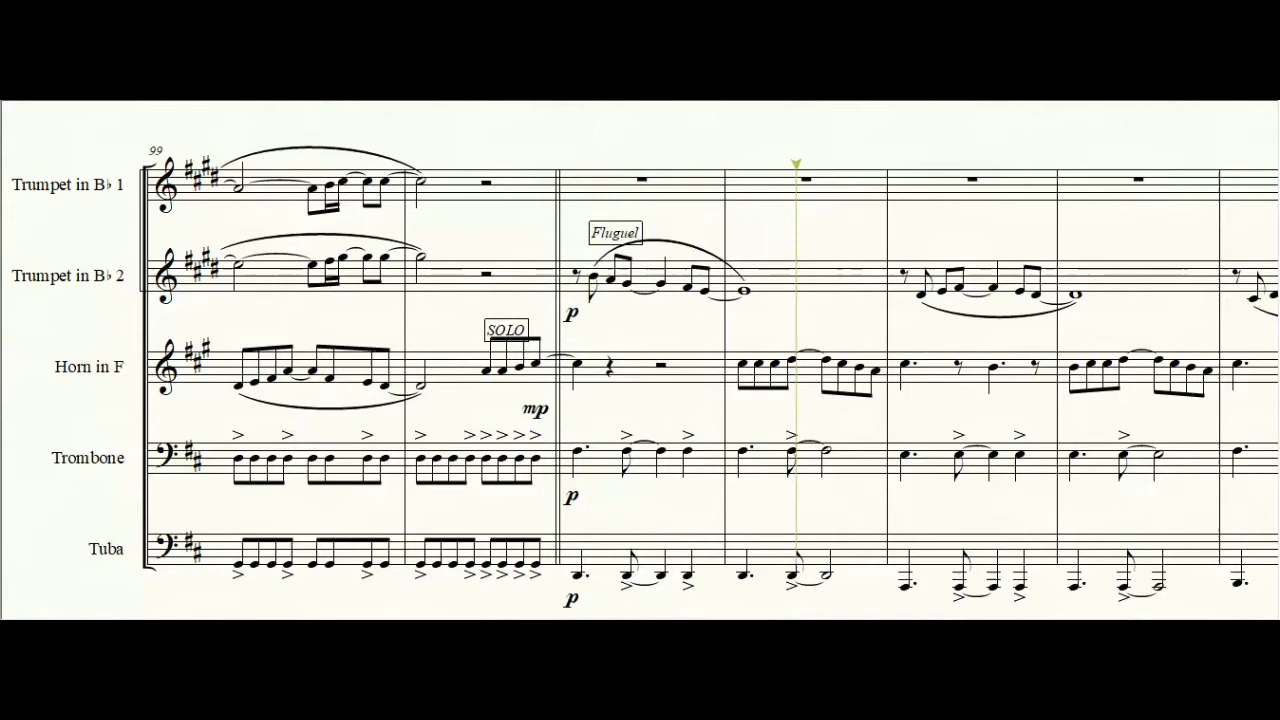 99
Trumpet in B♭ 1
Trumpet in B♭ 2
Fluguel
p
Horn in F
SOLO
mp
Trombone
p
Tuba
p